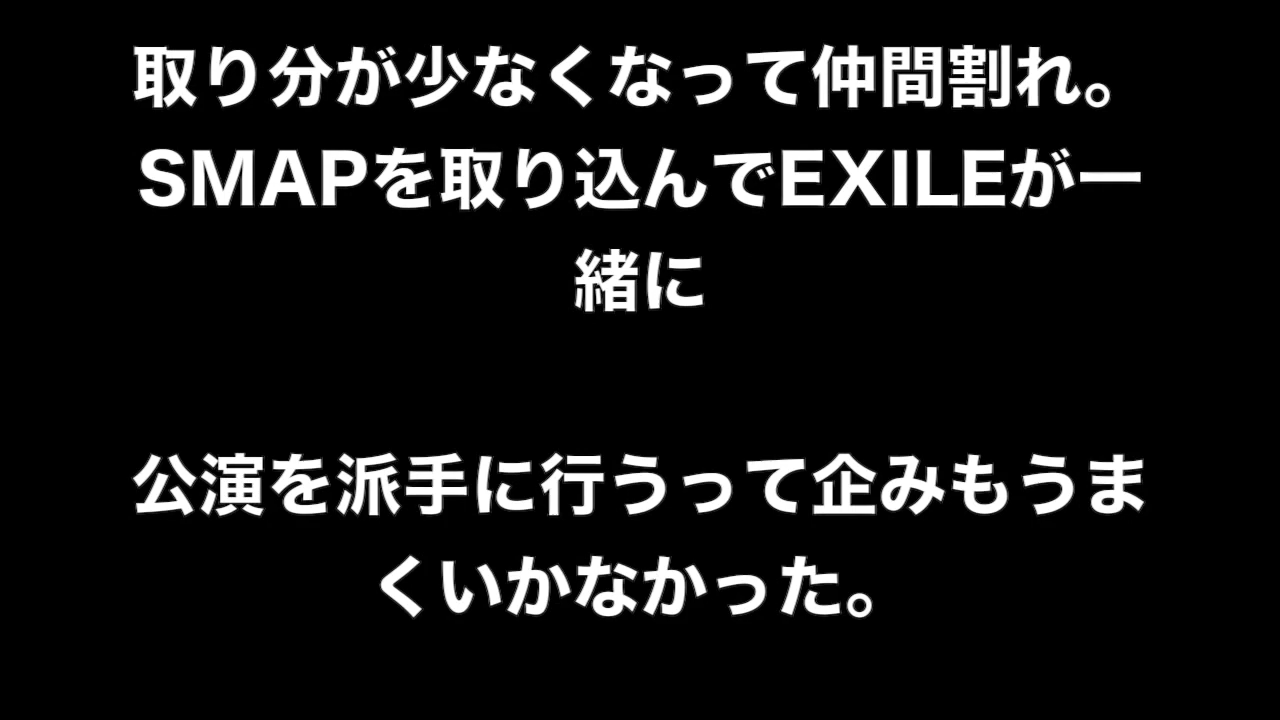 取り分が少なくなって仲間割れ。
SMAPを取り込んでEXILEが一
緒に
公演を派手に行うって企みもうま
くいかなかった。